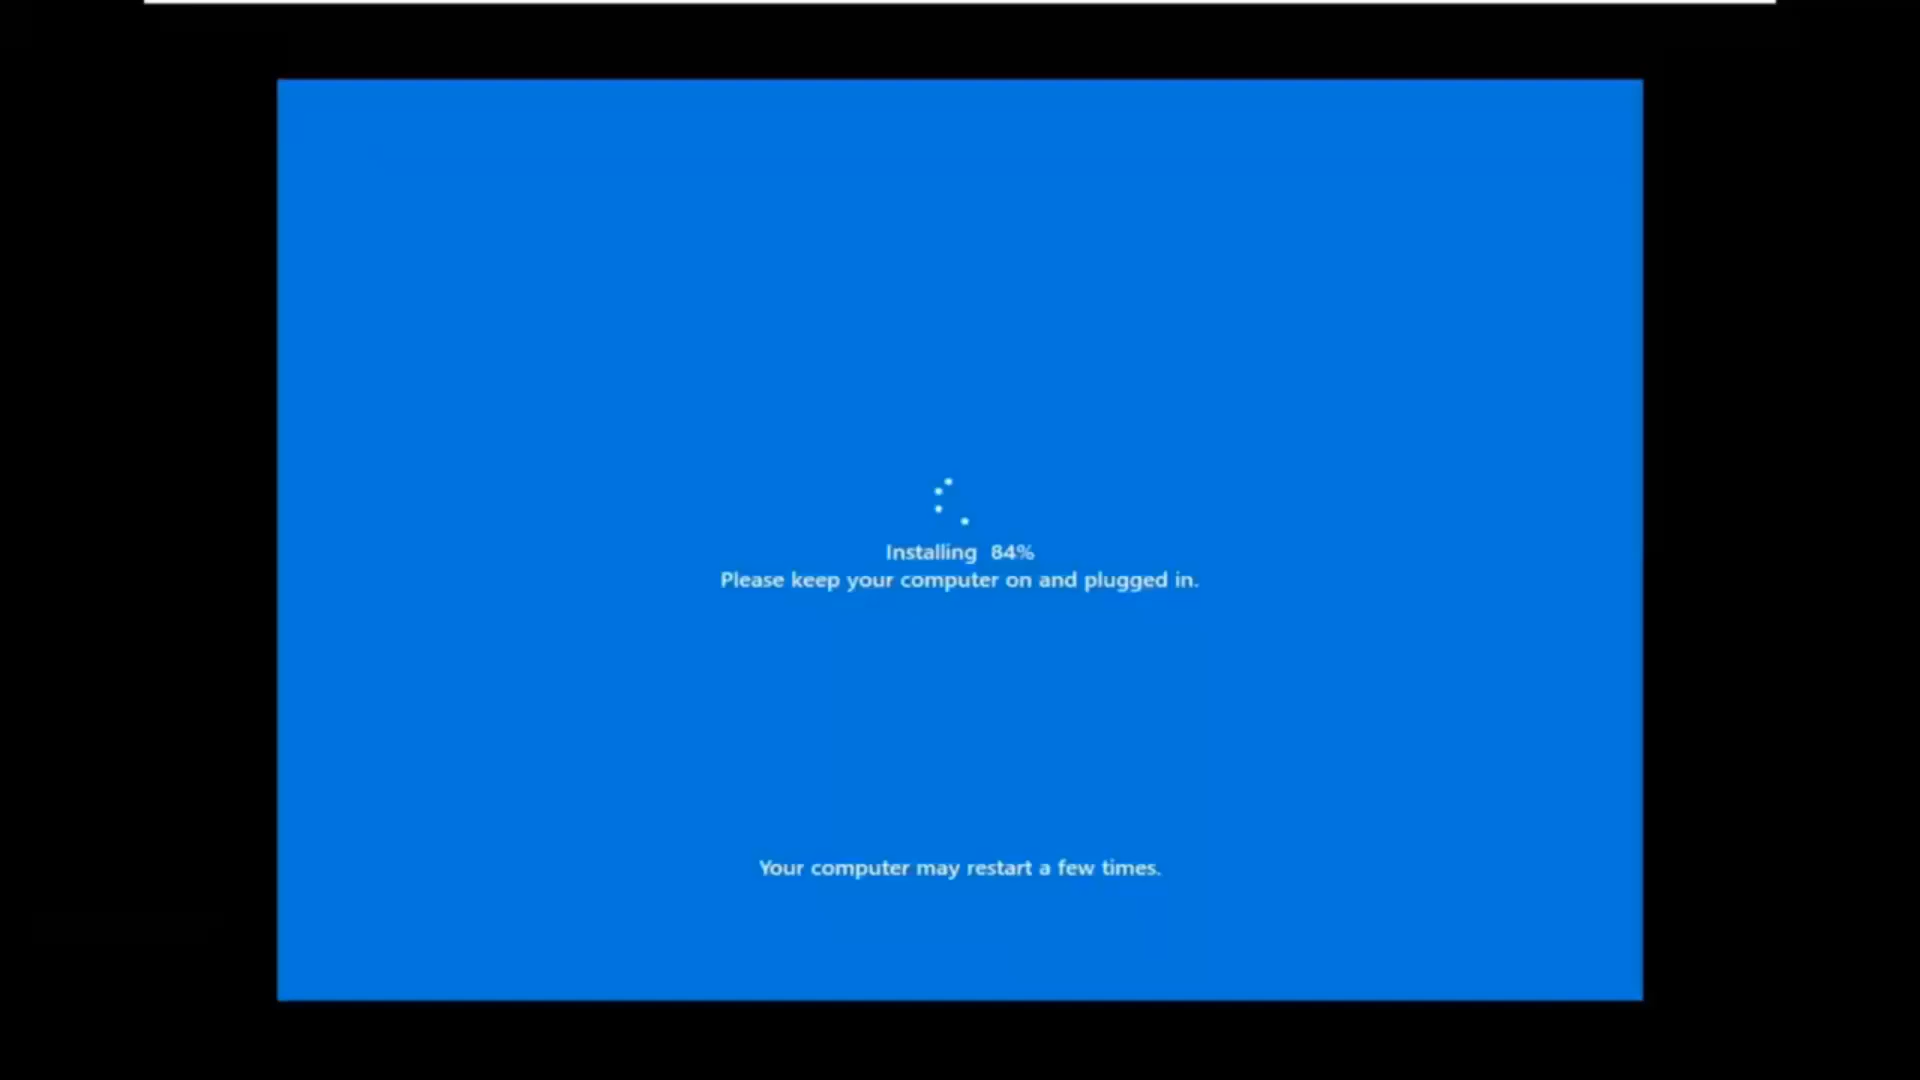 Installing 84%
Please keep your computer on and plugged in.
Your computer may restart a few times.